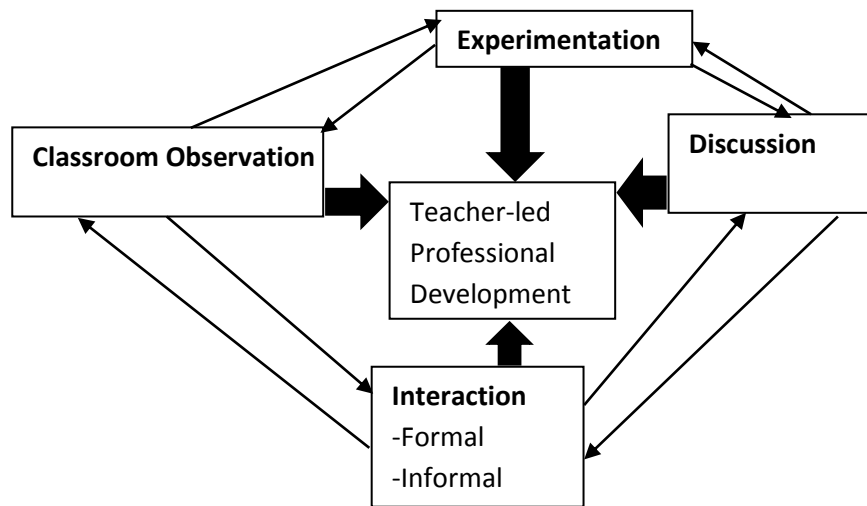 Experimentation
Classroom Observation
Discussion
Teacher-led
Professional
Development
Interaction
-Formal
-Informal